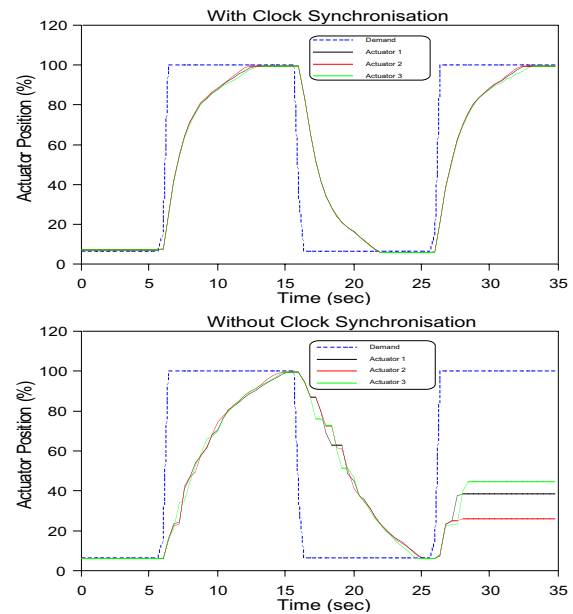 With Clock Synchronisation
Actuator Position (%)
120
100
80
60
40
20
0
Demand
Actuator 1
Actuator 2
Actuator 3
0 5 10 15 20 25 30 35
Time (sec)
Without Clock Synchronisation
Actuator Position (%)
120
100
80
60
40
20
0
Demand
Actuator 1
Actuator 2
Actuator 3
0 5 10 15 20 25 30 35
Time (sec)